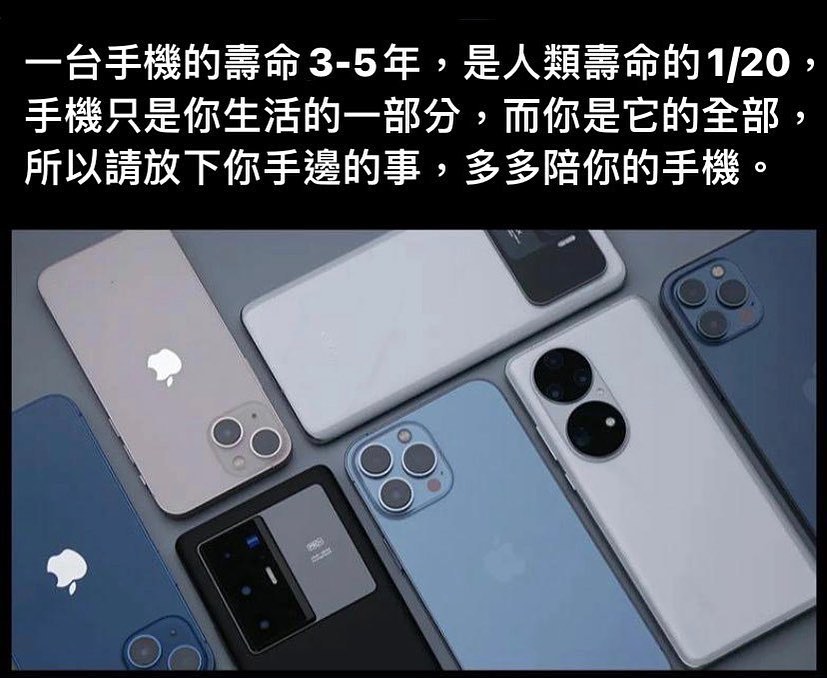 一台手機的壽命3-5年，是人類壽命的1/20，
手機只是你生活的一部分，而你是它的全部，
所以請放下你手邊的事，多多陪你的手機。